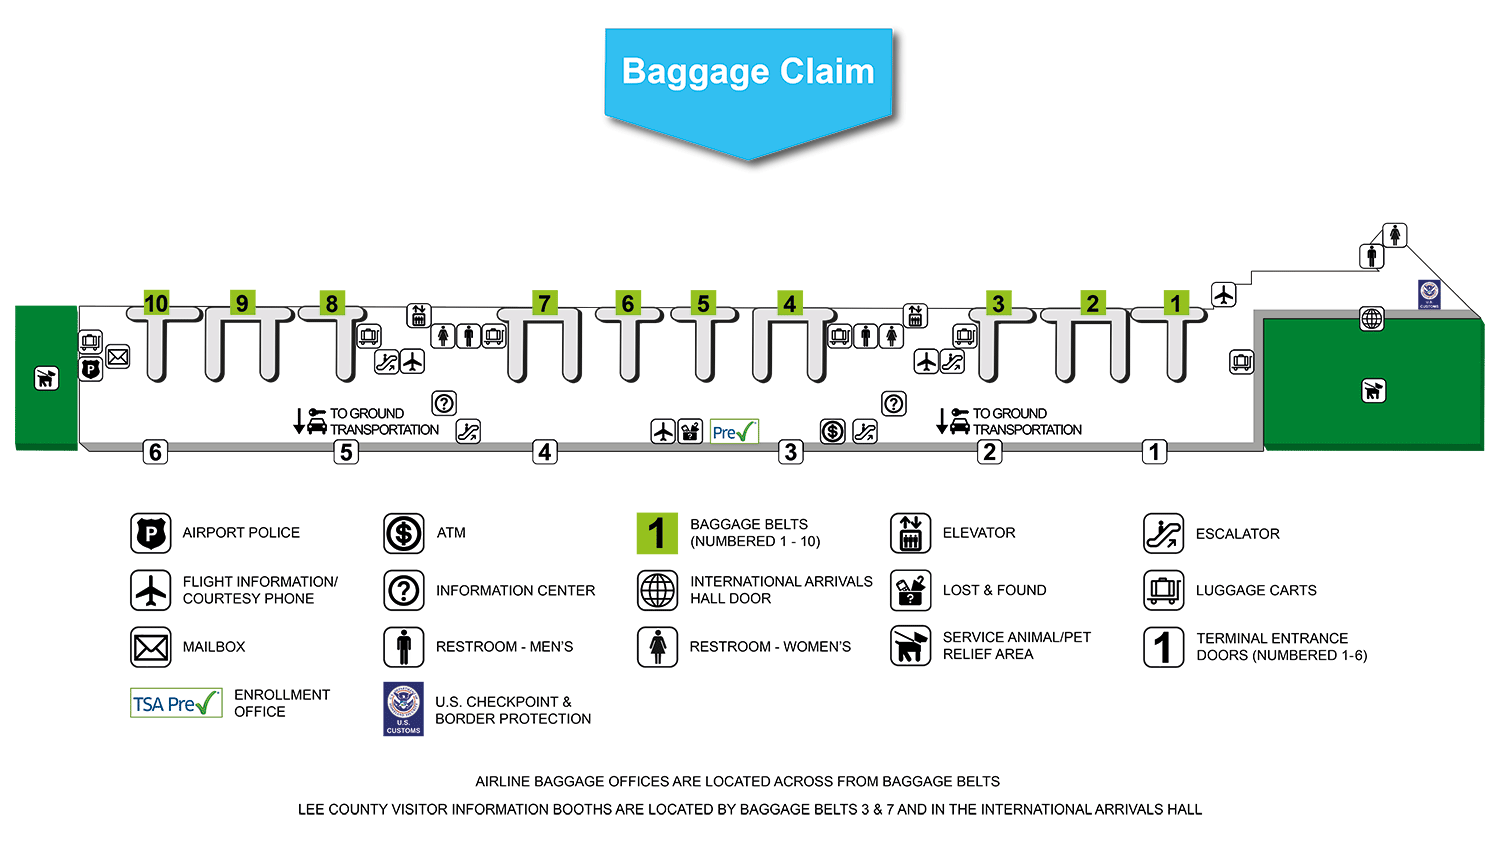 Baggage Claim
10 9 8 7 6 5 4 3 2 1
P
?
?
TO GROUND
TRANSPORTATION
TO GROUND
TRANSPORTATION
?
Pre✓
$
U.S.
CUSTOMS
6 5 4 3 2 1
P AIRPORT POLICE
$ ATM
1 BAGGAGE BELTS
(NUMBERED 1 - 10)
ELEVATOR
ESCALATOR
FLIGHT INFORMATION/
COURTESY PHONE
? INFORMATION CENTER
INTERNATIONAL ARRIVALS
HALL DOOR
? LOST & FOUND
LUGGAGE CARTS
MAILBOX
RESTROOM - MEN'S
RESTROOM - WOMEN'S
SERVICE ANIMAL/PET
RELIEF AREA
1 TERMINAL ENTRANCE
DOORS (NUMBERED 1-6)
TSA Pre✓ ENROLLMENT
OFFICE
U.S.
CUSTOMS
U.S. CHECKPOINT &
BORDER PROTECTION
AIRLINE BAGGAGE OFFICES ARE LOCATED ACROSS FROM BAGGAGE BELTS
LEE COUNTY VISITOR INFORMATION BOOTHS ARE LOCATED BY BAGGAGE BELTS 3 & 7 AND IN THE INTERNATIONAL ARRIVALS HALL